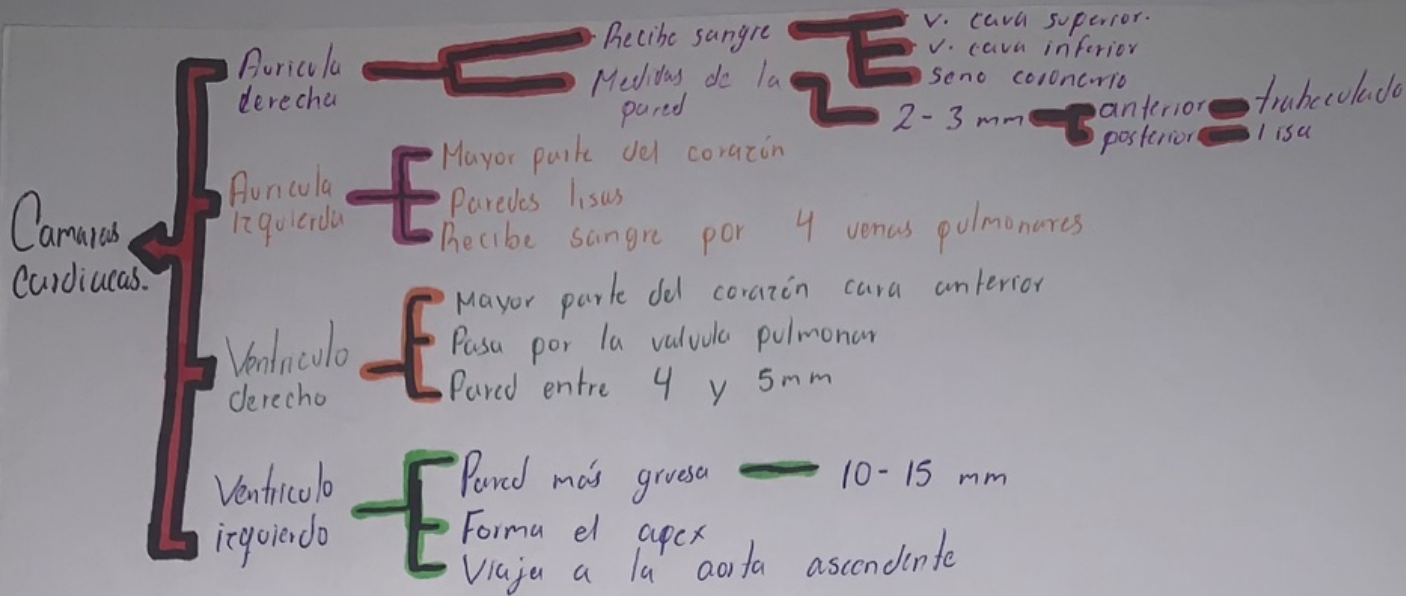 Camaras
Cardiacas.
Auricula
derecha
Recibe sangre
v. cava superior.
v. cava inferior
seno coronario
Medidas de la
pared
2 - 3 mm
anterior = trabeculado
posterior = lisa
Auricula
izquierda
Mayor parte del corazón
Paredes lisas
Recibe sangre por 4 venas pulmonares
Ventriculo
derecho
Mayor parte del corazón cara anterior
Pasa por la valvula pulmonar
Pared entre 4 y 5mm
Ventriculo
izquierdo
Pared más gruesa — 10-15 mm
Forma el apex
Viaja a la aorta ascendente